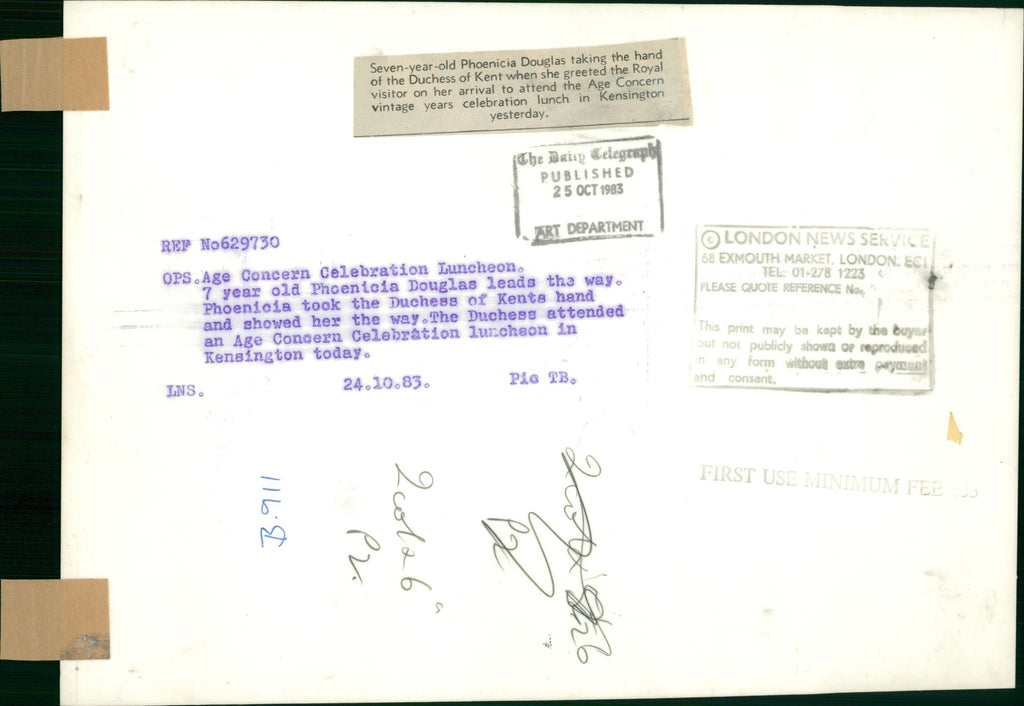 Seven-year-old Phoenicia Douglas taking the hand
of the Duchess of Kent when she greeted the Royal
visitor on her arrival to attend the Age Concern
vintage years celebration lunch in Kensington
yesterday.
The Daily Telegraph
PUBLISHED
25 OCT 1983
ART DEPARTMENT
REF No629730
OPS.Age Concern Celebration Luncheon.
7 year old Phoenicia Douglas leads the way.
Phoenicia took the Duchess of Kents hand
and showed her the way.The Duchess attended
an Age Concern Celebration luncheon in
Kensington today.
LNS. 24.10.83. Pic TB.
© LONDON NEWS SERVICE
68 EXMOUTH MARKET, LONDON. EC1
TEL: 01-278 1223
PLEASE QUOTE REFERENCE No.
This print may be kept by the buyer
but not publicly shown or reproduced
in any form without extra payment
and consent.
FIRST USE MINIMUM FEE
B.911
2 col x 6"
P2.
P2